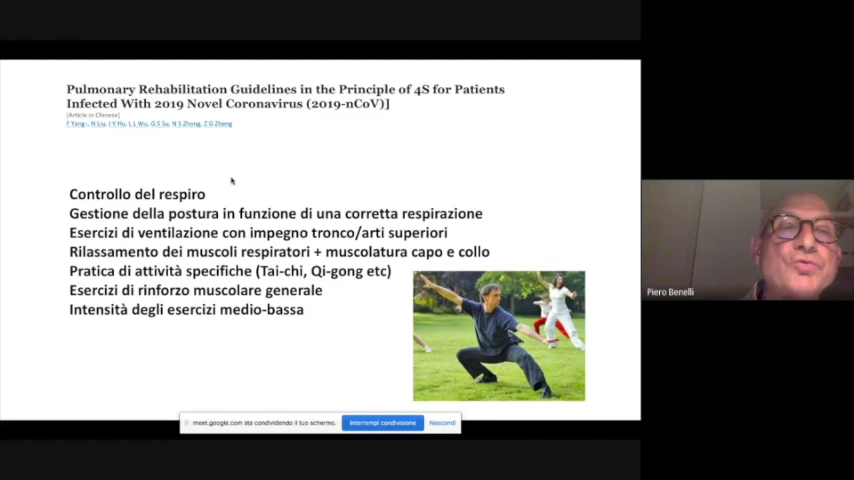 Pulmonary Rehabilitation Guidelines in the Principle of 4S for Patients
Infected With 2019 Novel Coronavirus (2019-nCoV)]
[Article in Chinese]
F Yang, N Liu, J Y Hu, L L Wu, G S Su, N S Zhong, Z G Zheng
Controllo del respiro
Gestione della postura in funzione di una corretta respirazione
Esercizi di ventilazione con impegno tronco/arti superiori
Rilassamento dei muscoli respiratori + muscolatura capo e collo
Pratica di attività specifiche (Tai-chi, Qi-gong etc)
Esercizi di rinforzo muscolare generale
Intensità degli esercizi medio-bassa
Piero Benelli
meet.google.com sta condividendo il tuo schermo.
Interrompi condivisione
Nascondi